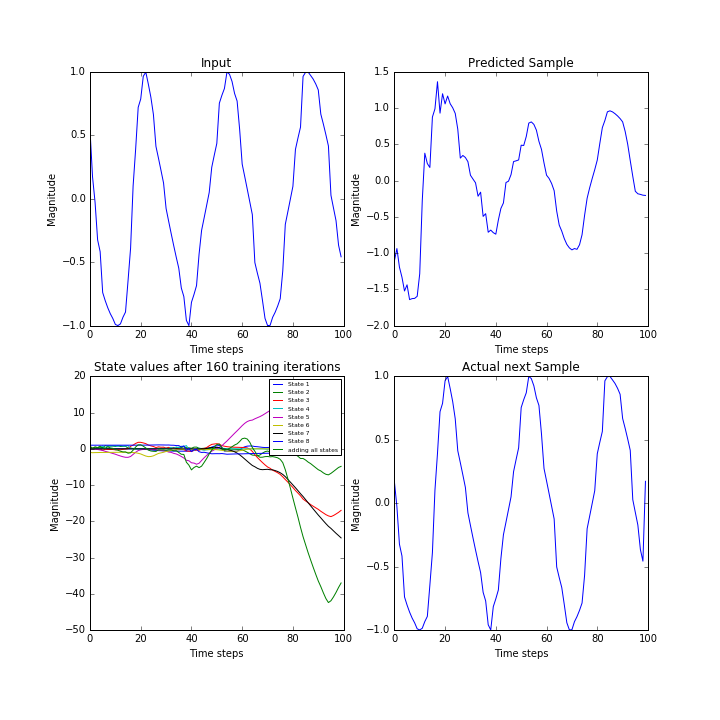 Input
1.0
0.5
0.0
−0.5
−1.0
Magnitude
0 20 40 60 80 100
Time steps
Predicted Sample
1.5
1.0
0.5
0.0
−0.5
−1.0
−1.5
−2.0
Magnitude
0 20 40 60 80 100
Time steps
State values after 160 training iterations
20
10
0
−10
−20
−30
−40
−50
Magnitude
State 1
State 2
State 3
State 4
State 5
State 6
State 7
State 8
adding all states
0 20 40 60 80 100
Time steps
Actual next Sample
1.0
0.5
0.0
−0.5
−1.0
Magnitude
0 20 40 60 80 100
Time steps